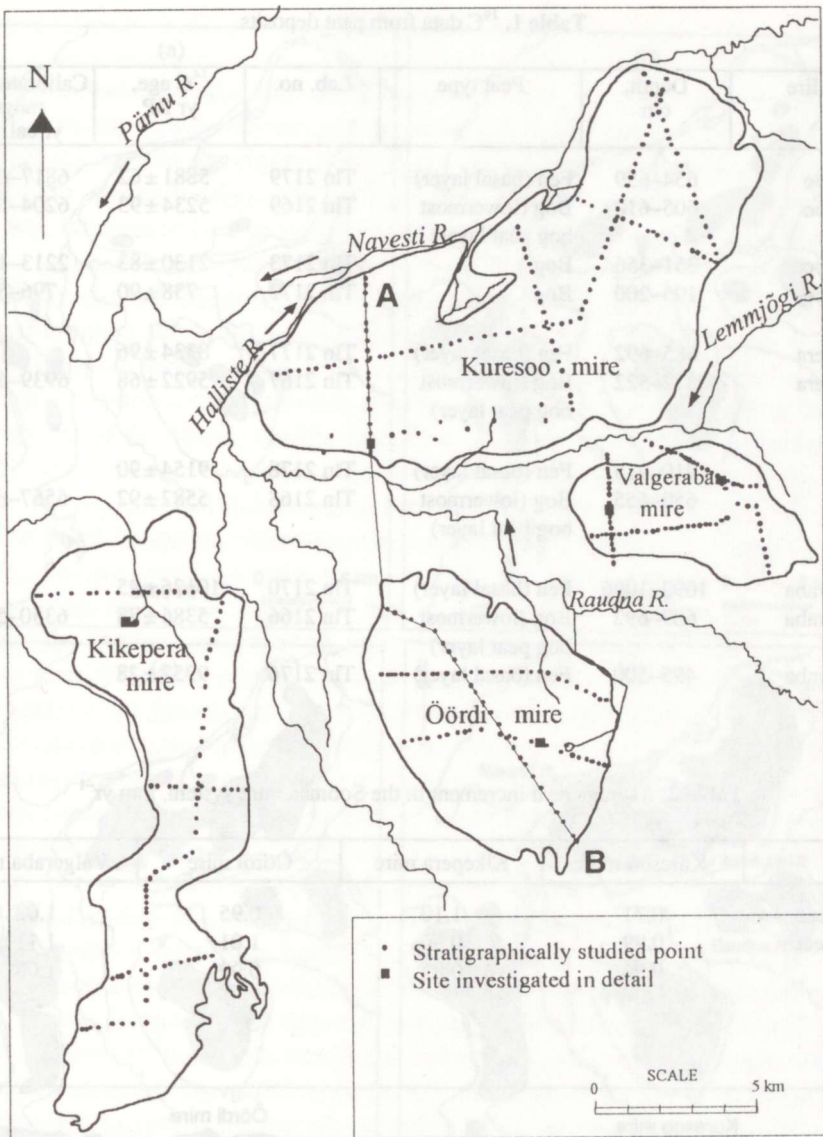 N
Pärnu R.
Navesti R.
A
Halliste R.
Kuresoo mire
Lemmjõgi R.
Valgeraba
mire
Raudna R.
Kikepera
mire
Öördi mire
B
Stratigraphically studied point
Site investigated in detail
SCALE
0 5 km